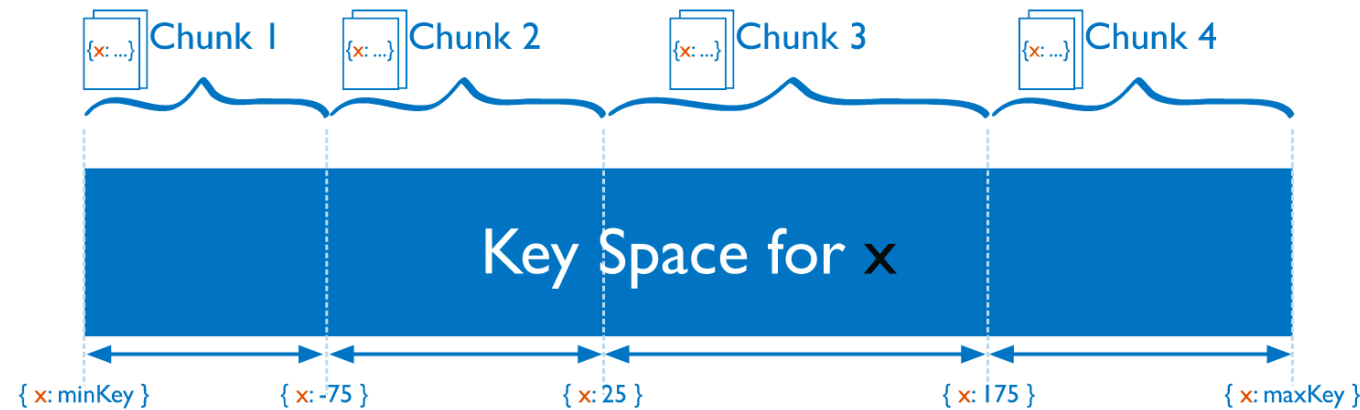 {x: ...} Chunk 1
{x: ...} Chunk 2
{x: ...} Chunk 3
{x: ...} Chunk 4
Key Space for x
{ x: minKey }
{ x: -75 }
{ x: 25 }
{ x: 175 }
{ x: maxKey }